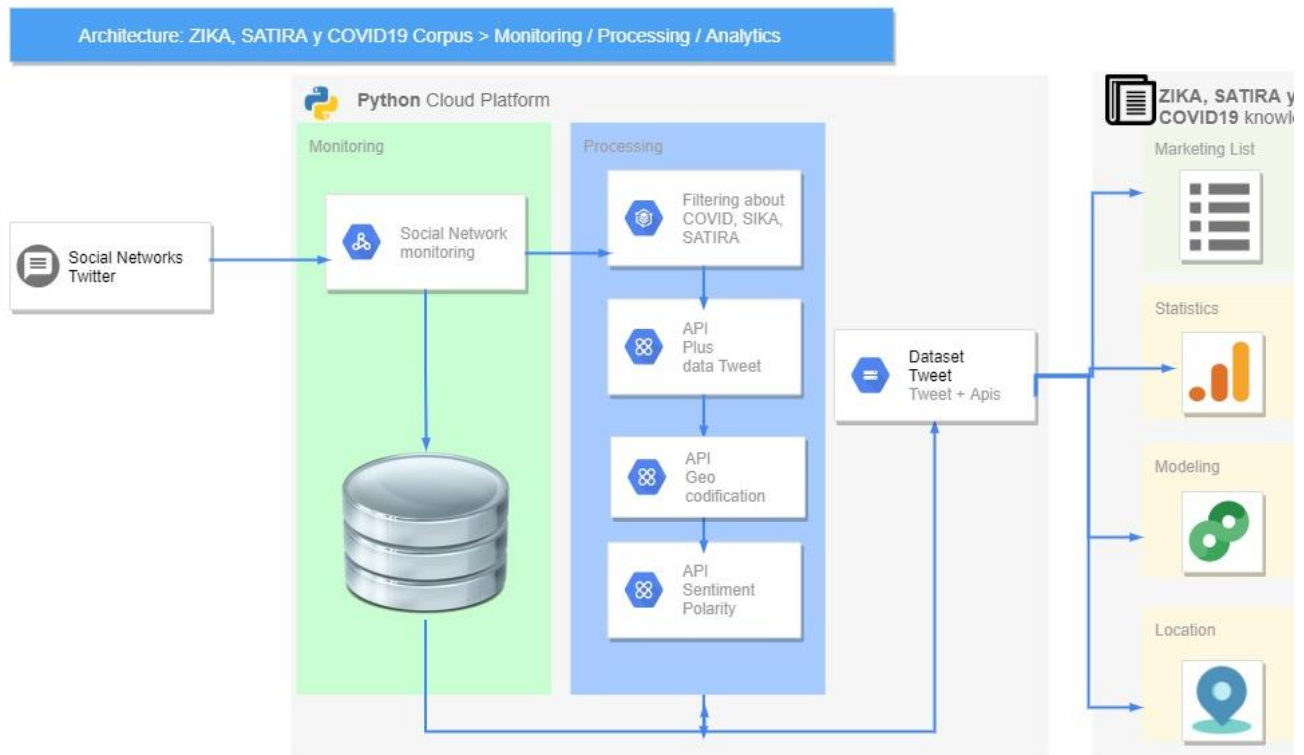 Architecture: ZIKA, SATIRA y COVID19 Corpus > Monitoring / Processing / Analytics
Python Cloud Platform
Monitoring
Processing
Social Networks
Twitter
Social Network
monitoring
Filtering about
COVID, SIKA,
SATIRA
API
Plus
data Tweet
API
Geo
codification
API
Sentiment
Polarity
Dataset
Tweet
Tweet + Apis
ZIKA, SATIRA y
COVID19
Marketing List
Statistics
Modeling
Location